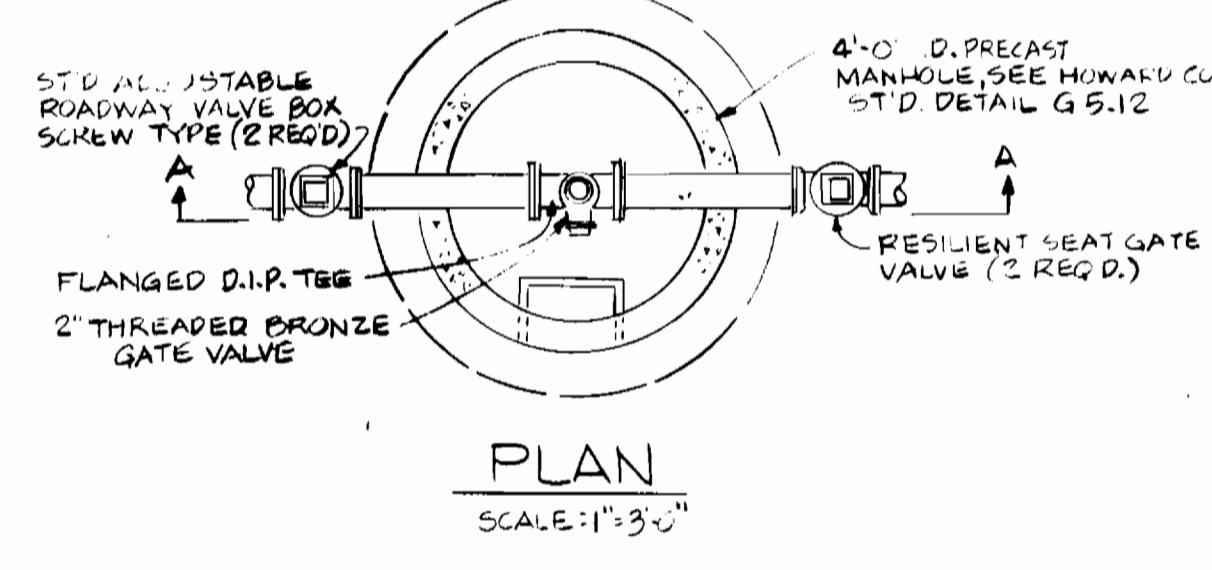 ST'D ADJUSTABLE
ROADWAY VALVE BOX
SCREW TYPE (2 REQ'D)
4'-0" .D. PRECAST
MANHOLE, SEE HOWARD CO
ST'D. DETAIL G 5.12
A
A
RESILIENT SEAT GATE
VALVE (2 REQ'D.)
FLANGED D.I.P. TEE
2" THREADED BRONZE
GATE VALVE
PLAN
SCALE: 1"=3'-0"